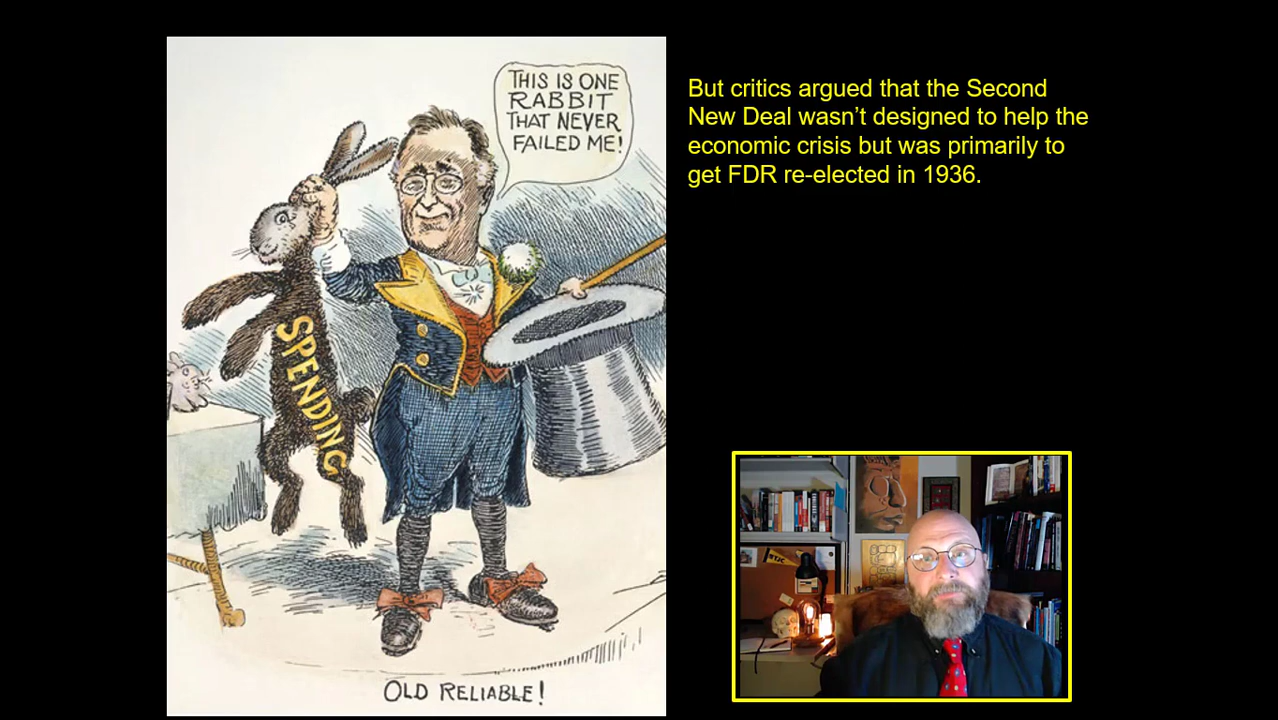 THIS IS ONE
RABBIT
THAT NEVER
FAILED ME!
SPENDING
OLD RELIABLE!
But critics argued that the Second
New Deal wasn’t designed to help the
economic crisis but was primarily to
get FDR re-elected in 1936.